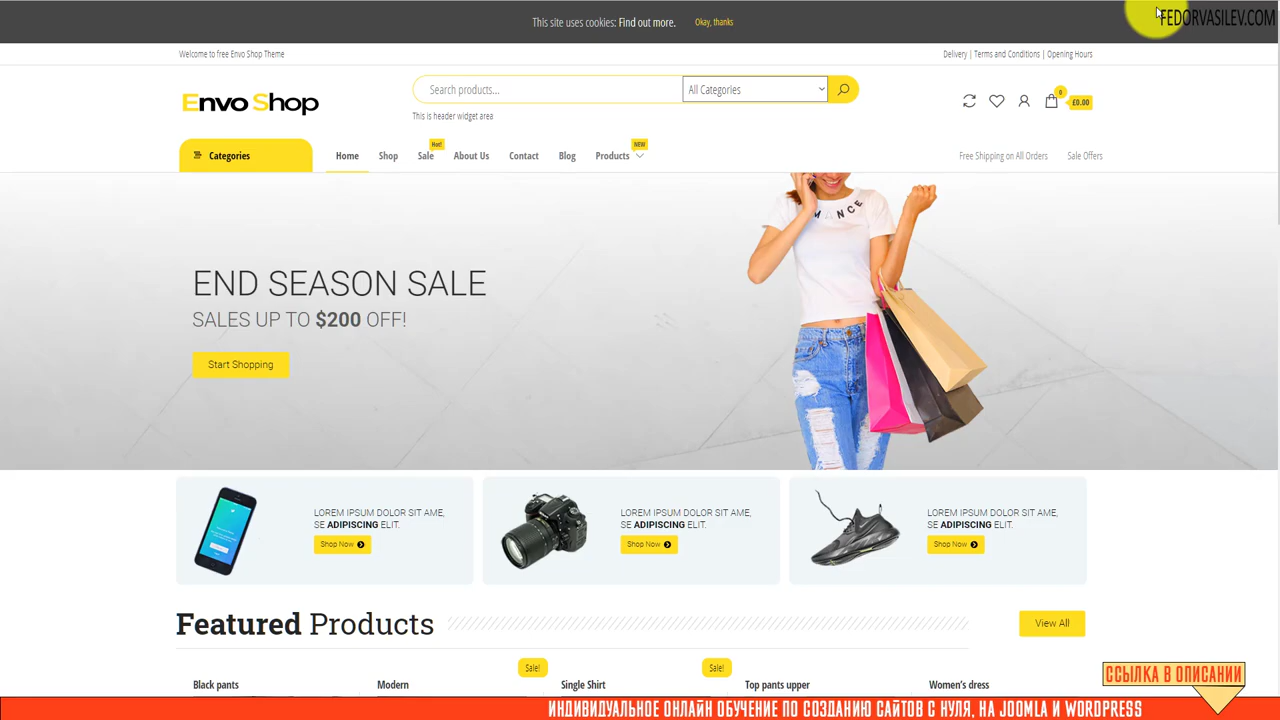 This site uses cookies: Find out more. Okay, thanks
FEDORVASILEV.COM
Welcome to free Envo Shop Theme
Delivery | Terms and Conditions | Opening Hours
Envo Shop
Search products...
All Categories
This is header widget area
0
£0.00
Hot!
NEW
Categories
Home Shop Sale About Us Contact Blog Products
Free Shipping on All Orders Sale Offers
MANCE
END SEASON SALE
SALES UP TO $200 OFF!
Start Shopping
LOREM IPSUM DOLOR SIT AME,
SE ADIPISCING ELIT.
Shop Now
LOREM IPSUM DOLOR SIT AME,
SE ADIPISCING ELIT.
Shop Now
LOREM IPSUM DOLOR SIT AME,
SE ADIPISCING ELIT.
Shop Now
Featured Products
View All
Sale!
Sale!
Black pants
Modern
Single Shirt
Top pants upper
Women's dress
ССЫЛКА В ОПИСАНИИ
ИНДИВИДУАЛЬНОЕ ОНЛАЙН ОБУЧЕНИЕ ПО СОЗДАНИЮ САЙТОВ С НУЛЯ, НА JOOMLA И WORDPRESS